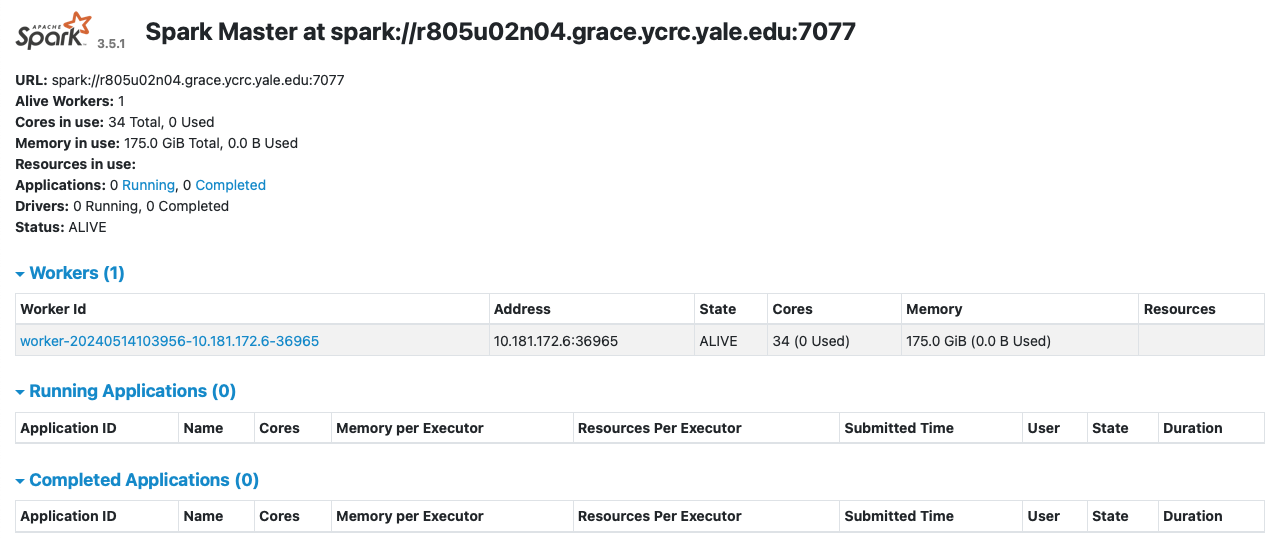 APACHE
Spark 3.5.1 Spark Master at spark://r805u02n04.grace.ycrc.yale.edu:7077
URL: spark://r805u02n04.grace.ycrc.yale.edu:7077
Alive Workers: 1
Cores in use: 34 Total, 0 Used
Memory in use: 175.0 GiB Total, 0.0 B Used
Resources in use:
Applications: 0 Running, 0 Completed
Drivers: 0 Running, 0 Completed
Status: ALIVE
Workers (1)
Worker Id Address State Cores Memory Resources
worker-20240514103956-10.181.172.6-36965 10.181.172.6:36965 ALIVE 34 (0 Used) 175.0 GiB (0.0 B Used)
Running Applications (0)
Application ID Name Cores Memory per Executor Resources Per Executor Submitted Time User State Duration
Completed Applications (0)
Application ID Name Cores Memory per Executor Resources Per Executor Submitted Time User State Duration